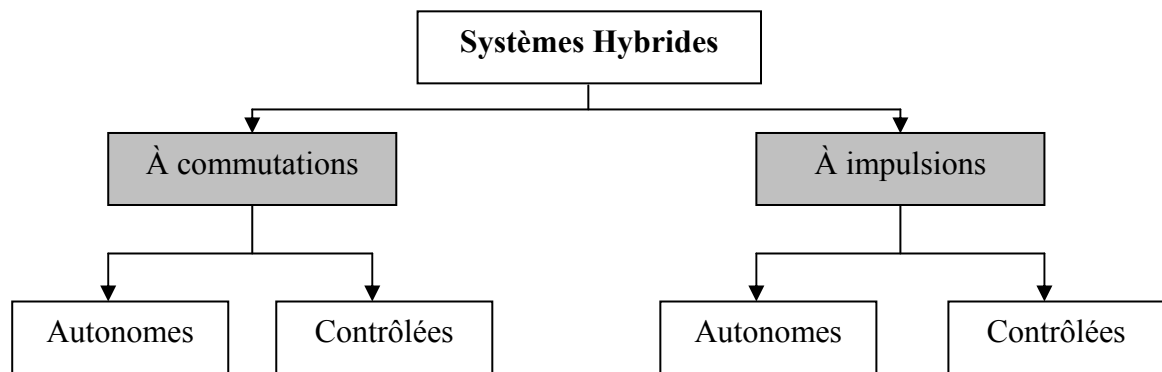 Systèmes Hybrides
À commutations
À impulsions
Autonomes
Contrôlées
Autonomes
Contrôlées